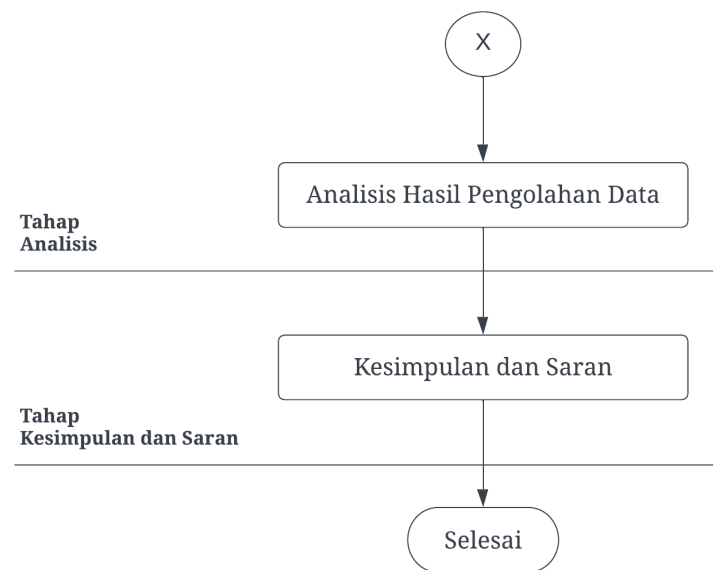 X
Analisis Hasil Pengolahan Data
Tahap
Analisis
Kesimpulan dan Saran
Tahap
Kesimpulan dan Saran
Selesai